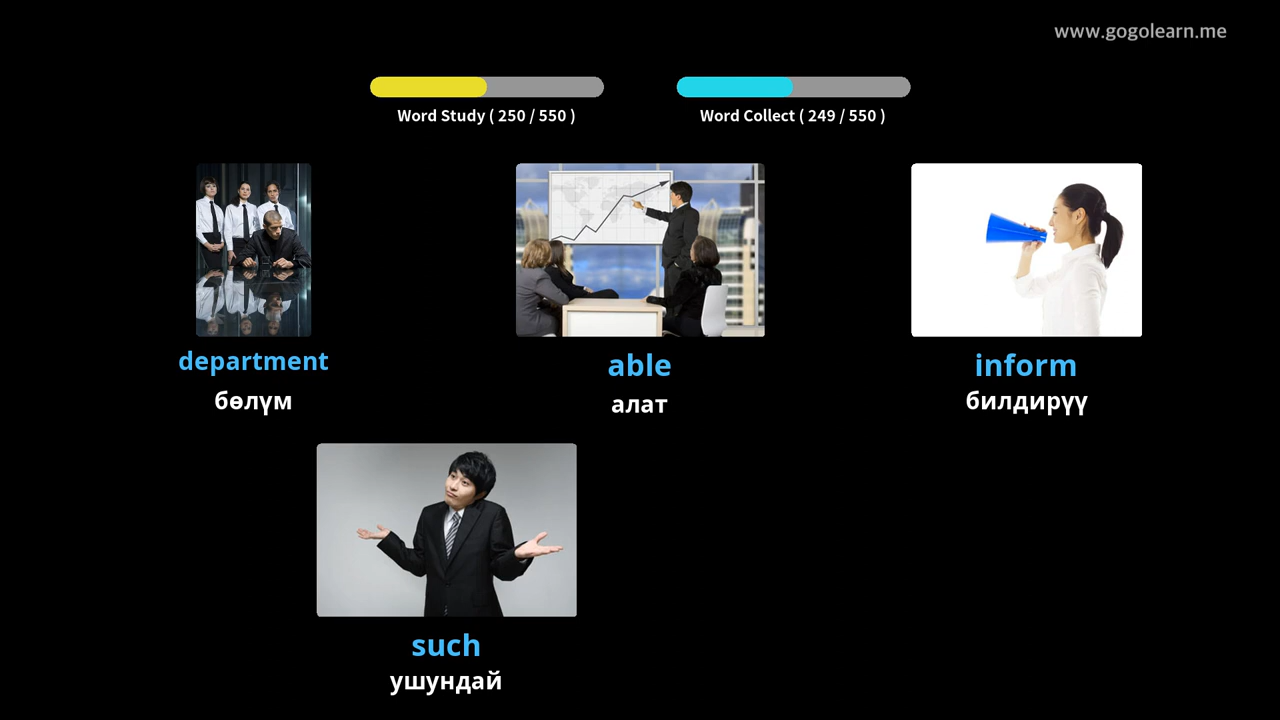 www.gogolearn.me
Word Study ( 250 / 550 )
Word Collect ( 249 / 550 )
department
бөлүм
able
алат
inform
билдирүү
such
ушундай